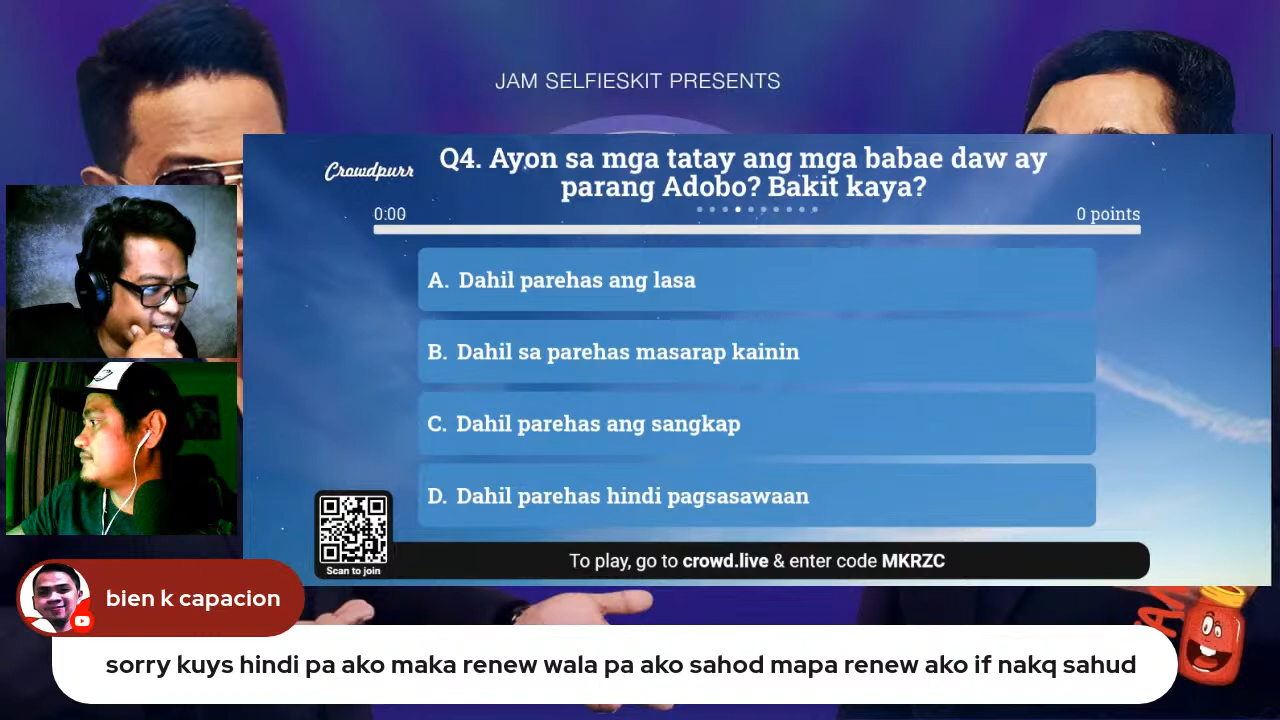 JAM SELFIESKIT PRESENTS
Crowdpurr
Q4. Ayon sa mga tatay ang mga babae daw ay
parang Adobo? Bakit kaya?
0:00
0 points
A. Dahil parehas ang lasa
B. Dahil sa parehas masarap kainin
C. Dahil parehas ang sangkap
D. Dahil parehas hindi pagsasawaan
Scan to join
To play, go to crowd.live & enter code MKRZC
bien k capacion
sorry kuys hindi pa ako maka renew wala pa ako sahod mapa renew ako if nakq sahud